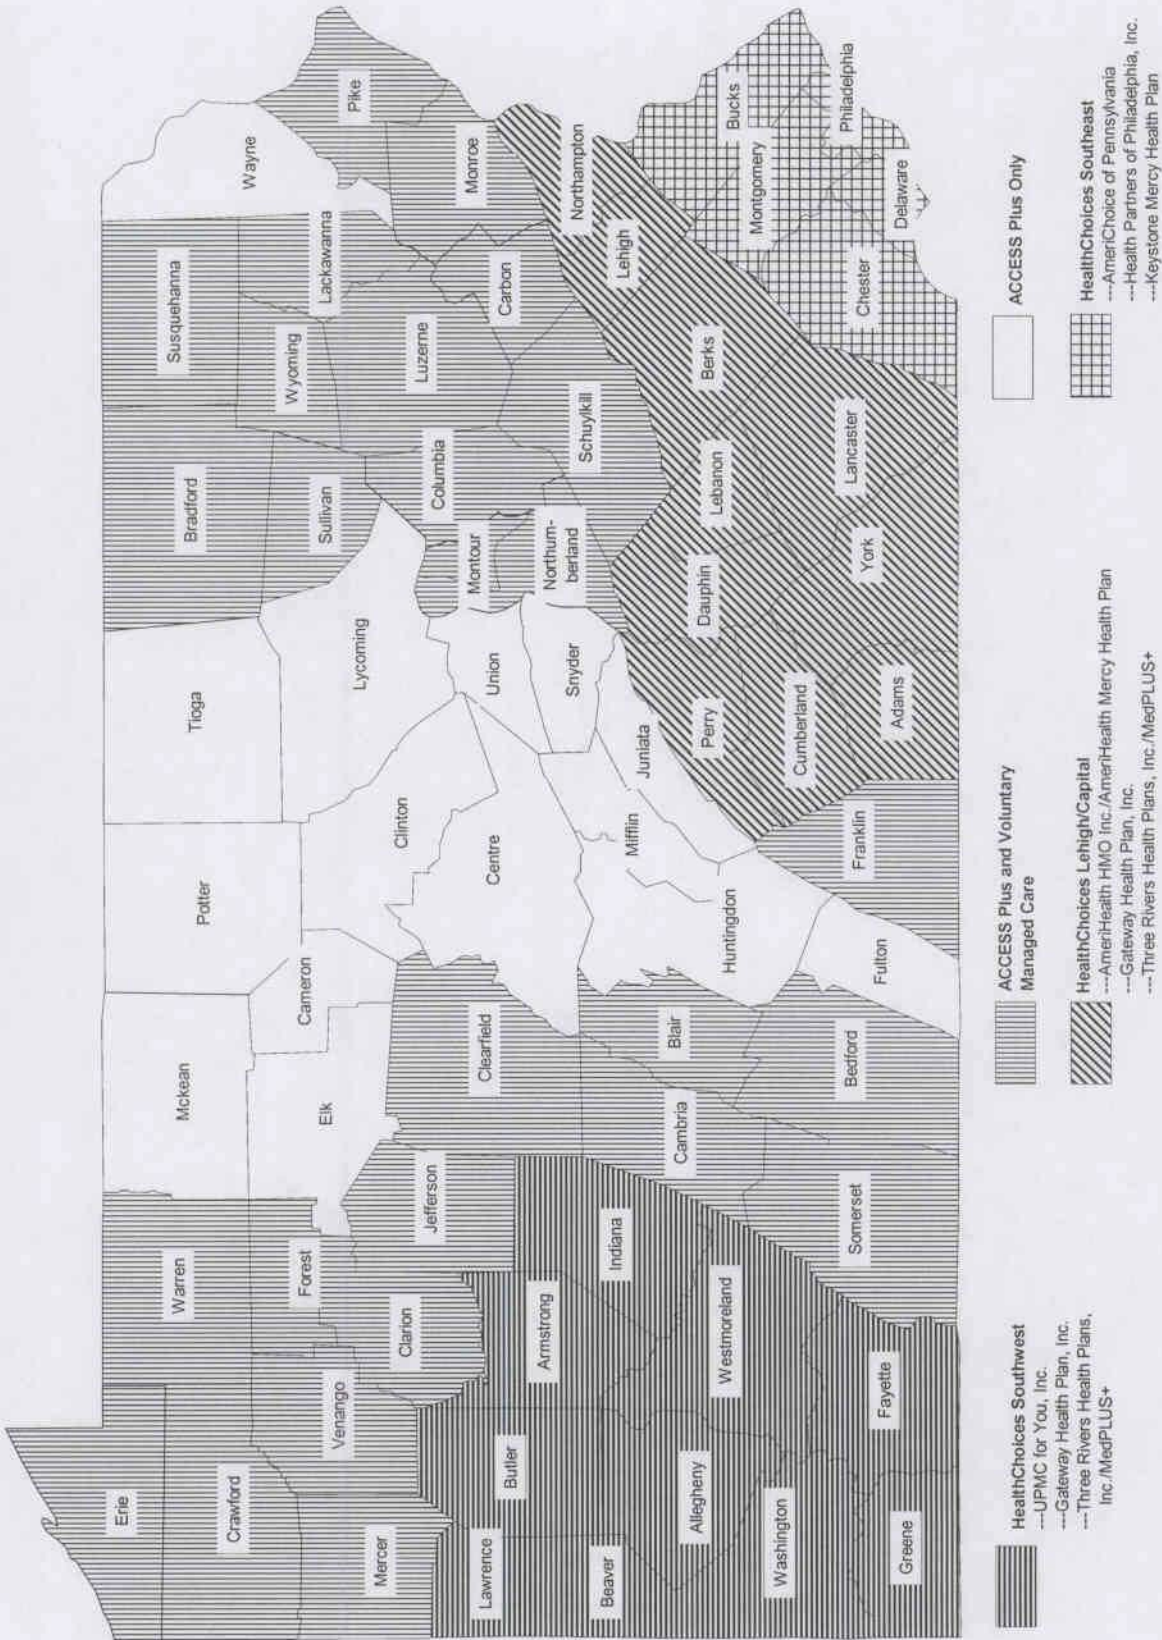 Erie
Crawford
Mercer
Warren
Forest
Venango
Clarion
Jefferson
Lawrence
Butler
Armstrong
Indiana
Beaver
Allegheny
Westmoreland
Washington
Greene
Fayette
Mckean
Potter
Tioga
Elk
Cameron
Clinton
Lycoming
Clearfield
Centre
Union
Snyder
Mifflin
Juniata
Huntingdon
Blair
Cambria
Somerset
Bedford
Fulton
Franklin
Bradford
Susquehanna
Wayne
Sullivan
Wyoming
Lackawanna
Pike
Columbia
Luzerne
Monroe
Montour
Northum-
berland
Schuylkill
Carbon
Northampton
Lehigh
Perry
Dauphin
Lebanon
Berks
Cumberland
Adams
York
Lancaster
Montgomery
Bucks
Chester
Delaware
Philadelphia
HealthChoices Southwest
---UPMC for You, Inc.
---Gateway Health Plan, Inc.
---Three Rivers Health Plans,
Inc./MedPLUS+
ACCESS Plus and Voluntary
Managed Care
HealthChoices Lehigh/Capital
---AmeriHealth HMO Inc./AmeriHealth Mercy Health Plan
---Gateway Health Plan, Inc.
---Three Rivers Health Plans, Inc./MedPLUS+
ACCESS Plus Only
HealthChoices Southeast
---AmeriChoice of Pennsylvania
---Health Partners of Philadelphia, Inc.
---Keystone Mercy Health Plan